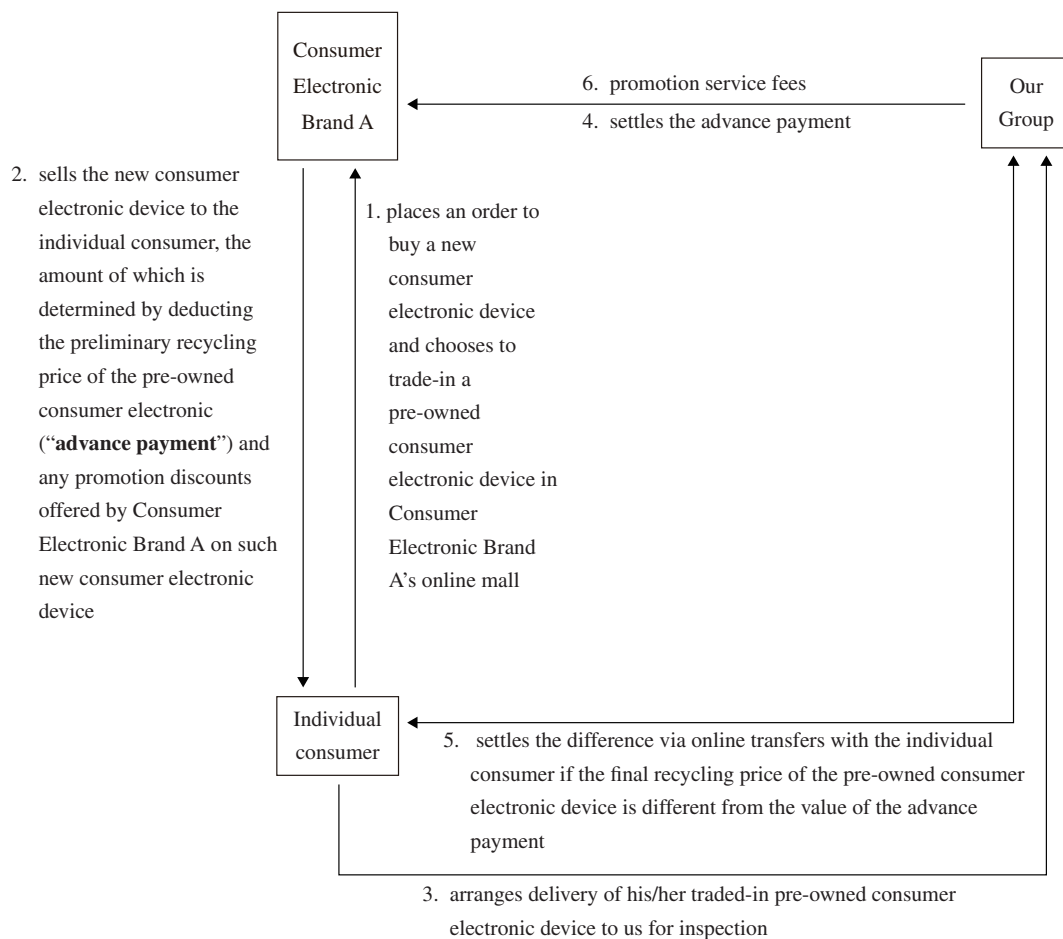 Consumer
Electronic
Brand A
6. promotion service fees
4. settles the advance payment
Our
Group
2. sells the new consumer
electronic device to the
individual consumer, the
amount of which is
determined by deducting
the preliminary recycling
price of the pre-owned
consumer electronic
(“advance payment”) and
any promotion discounts
offered by Consumer
Electronic Brand A on such
new consumer electronic
device
1. places an order to
buy a new
consumer
electronic device
and chooses to
trade-in a
pre-owned
consumer
electronic device in
Consumer
Electronic Brand
A’s online mall
Individual
consumer
5. settles the difference via online transfers with the individual
consumer if the final recycling price of the pre-owned consumer
electronic device is different from the value of the advance
payment
3. arranges delivery of his/her traded-in pre-owned consumer
electronic device to us for inspection